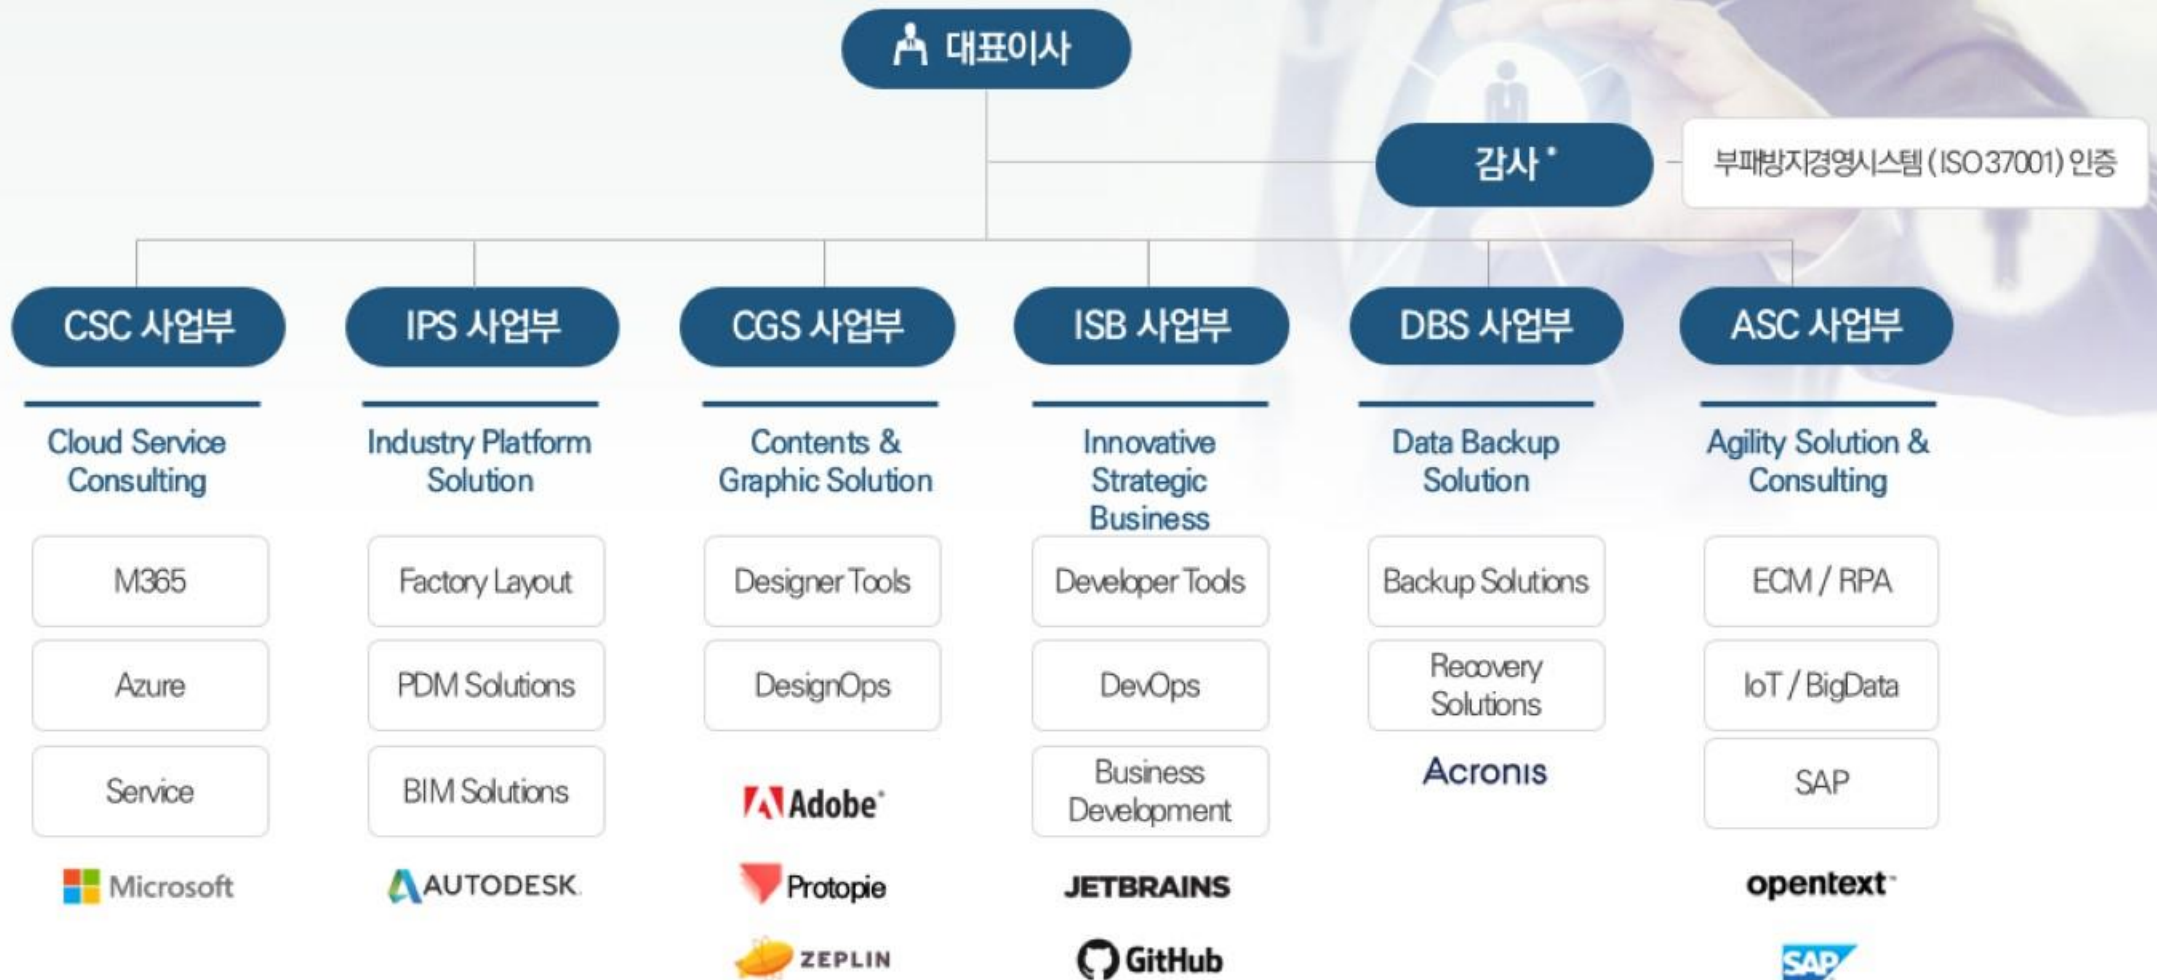 대표이사
감사*
부패방지경영시스템 (ISO 37001) 인증
CSC 사업부
IPS 사업부
CGS 사업부
ISB 사업부
DBS 사업부
ASC 사업부
Cloud Service
Consulting
Industry Platform
Solution
Contents &
Graphic Solution
Innovative
Strategic
Business
Data Backup
Solution
Agility Solution &
Consulting
M365
Factory Layout
Designer Tools
Developer Tools
Backup Solutions
ECM / RPA
Azure
PDM Solutions
DesignOps
DevOps
Recovery
Solutions
IoT / BigData
Service
BIM Solutions
Adobe
Business
Development
Acronis
SAP
Microsoft
AUTODESK.
Protopie
JETBRAINS
opentext™
ZEPLIN
GitHub
SAP